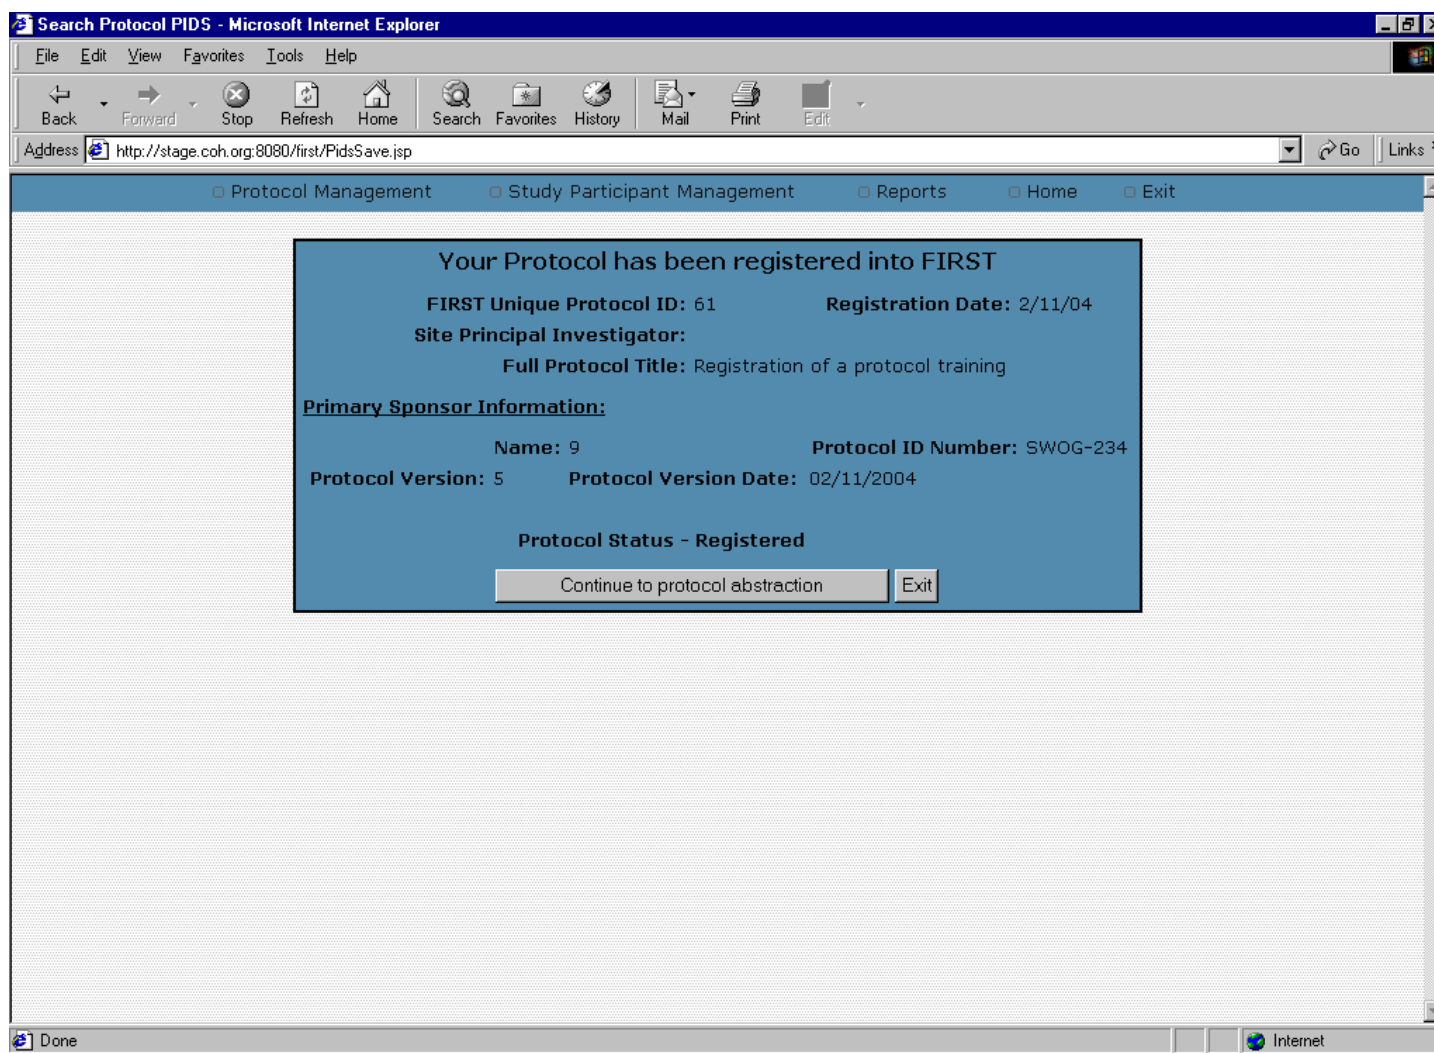 Search Protocol PIDS - Microsoft Internet Explorer
File Edit View Favorites Tools Help
Back Forward Stop Refresh Home Search Favorites History Mail Print Edit
Address http://stage.coh.org:8080/first/PidsSave.jsp Go Links
Protocol Management Study Participant Management Reports Home Exit
Your Protocol has been registered into FIRST
FIRST Unique Protocol ID: 61 Registration Date: 2/11/04
Site Principal Investigator:
Full Protocol Title: Registration of a protocol training
Primary Sponsor Information:
Name: 9 Protocol ID Number: SWOG-234
Protocol Version: 5 Protocol Version Date: 02/11/2004
Protocol Status - Registered
Continue to protocol abstraction Exit
Done Internet